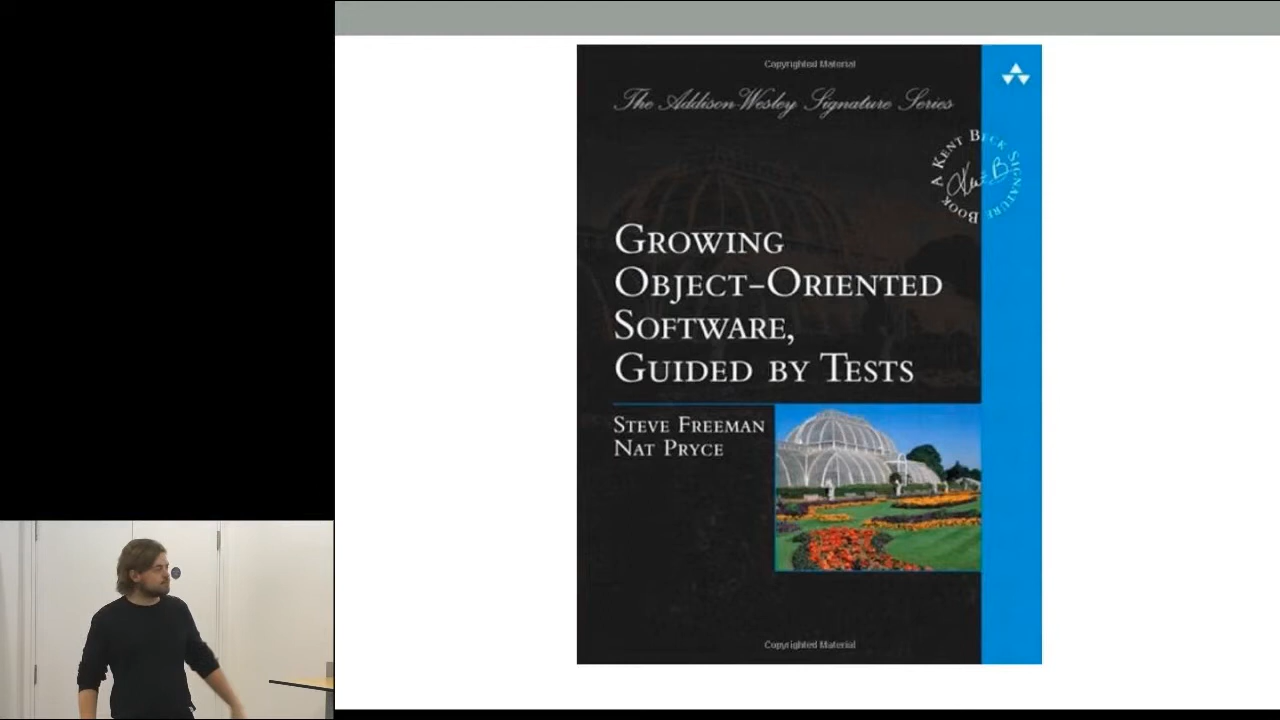 Copyrighted Material
The Addison-Wesley Signature Series
A KENT BECK SIGNATURE BOOK
GROWING
OBJECT-ORIENTED
SOFTWARE,
GUIDED BY TESTS
STEVE FREEMAN
NAT PRYCE
Copyrighted Material